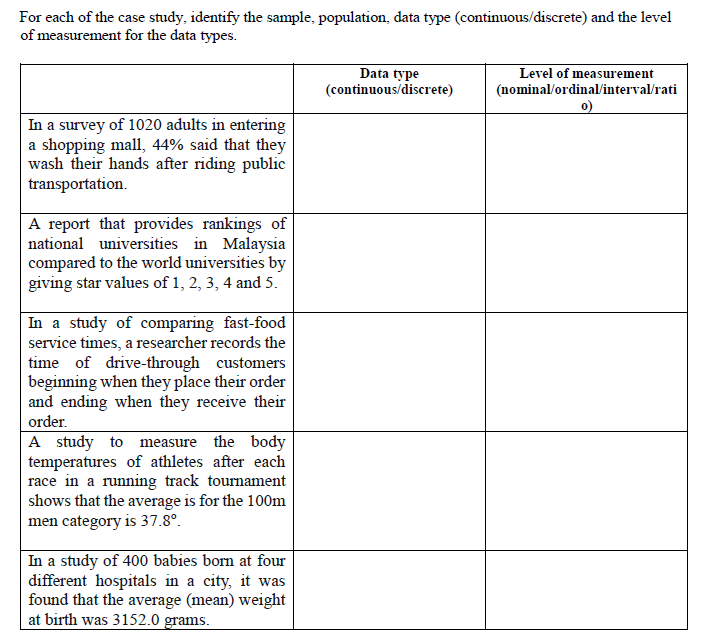 For each of the case study, identify the sample, population, data type (continuous/discrete) and the level
of measurement for the data types.
Data type
(continuous/discrete)
Level of measurement
(nominal/ordinal/interval/rati
o)
In a survey of 1020 adults in entering
a shopping mall, 44% said that they
wash their hands after riding public
transportation.
A report that provides rankings of
national universities in Malaysia
compared to the world universities by
giving star values of 1, 2, 3, 4 and 5.
In a study of comparing fast-food
service times, a researcher records the
time of drive-through customers
beginning when they place their order
and ending when they receive their
order.
A study to measure the body
temperatures of athletes after each
race in a running track tournament
shows that the average is for the 100m
men category is 37.8°.
In a study of 400 babies born at four
different hospitals in a city, it was
found that the average (mean) weight
at birth was 3152.0 grams.